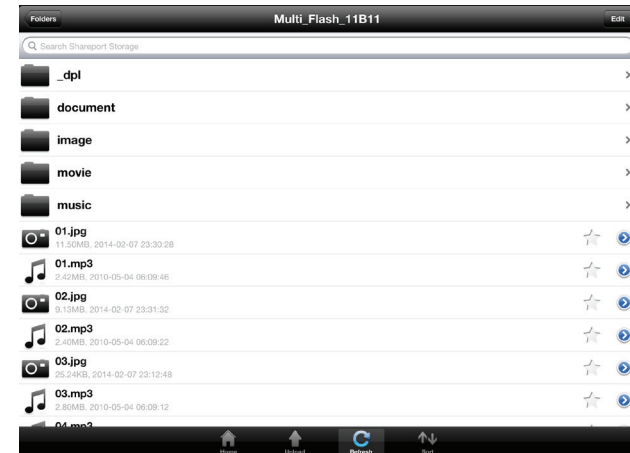 Folders
Multi_Flash_11B11
Edit
Search Shareport Storage
_dpl
document
image
movie
music
01.jpg
11.50MB, 2014-02-07 23:30:28
01.mp3
2.42MB, 2010-05-04 06:09:46
02.jpg
9.13MB, 2014-02-07 23:31:32
02.mp3
2.40MB, 2010-05-04 06:09:22
03.jpg
25.24KB, 2014-02-07 23:12:48
03.mp3
2.80MB, 2010-05-04 06:09:12
04.mp3
Home
Upload
Refresh
Sort